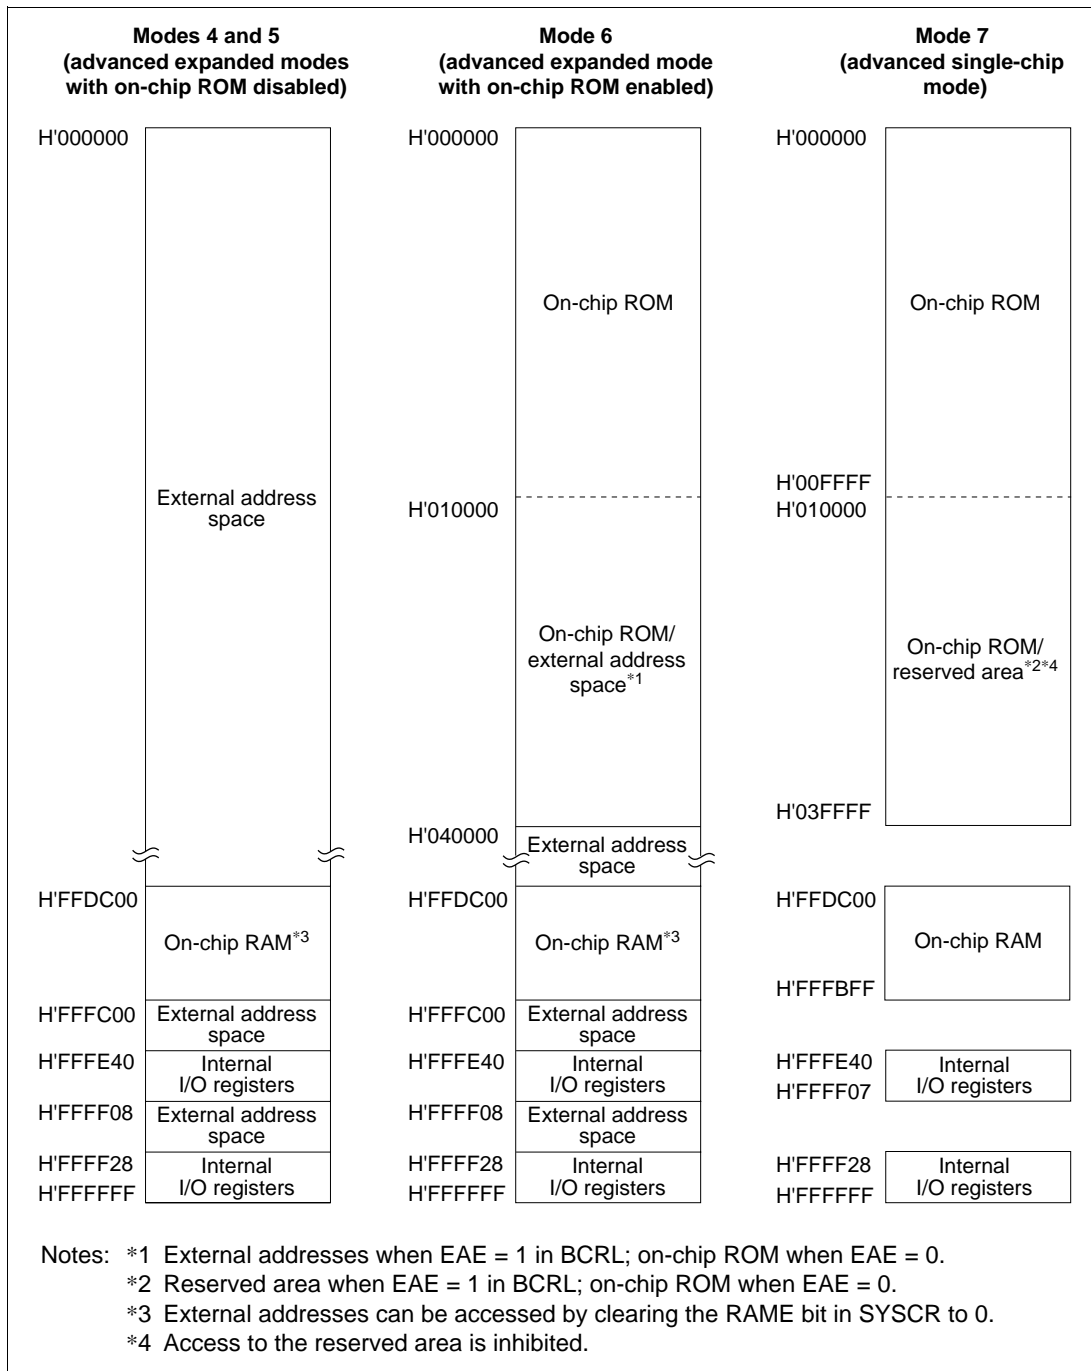 Modes 4 and 5
(advanced expanded modes
with on-chip ROM disabled)
H'000000
External address
space
H'FFDC00
On-chip RAM*3
H'FFFC00
External address
space
H'FFFE40
Internal
I/O registers
H'FFFF08
External address
space
H'FFFF28
Internal
I/O registers
H'FFFFFF
Mode 6
(advanced expanded mode
with on-chip ROM enabled)
H'000000
On-chip ROM
H'010000
On-chip ROM/
external address
space*1
H'040000
External address
space
H'FFDC00
On-chip RAM*3
H'FFFC00
External address
space
H'FFFE40
Internal
I/O registers
H'FFFF08
External address
space
H'FFFF28
Internal
I/O registers
H'FFFFFF
Mode 7
(advanced single-chip
mode)
H'000000
On-chip ROM
H'00FFFF
H'010000
On-chip ROM/
reserved area*2*4
H'03FFFF
H'FFDC00
On-chip RAM
H'FFFBFF
H'FFFE40
Internal
I/O registers
H'FFFF07
H'FFFF28
Internal
I/O registers
H'FFFFFF
Notes: *1 External addresses when EAE = 1 in BCRL; on-chip ROM when EAE = 0.
*2 Reserved area when EAE = 1 in BCRL; on-chip ROM when EAE = 0.
*3 External addresses can be accessed by clearing the RAME bit in SYSCR to 0.
*4 Access to the reserved area is inhibited.